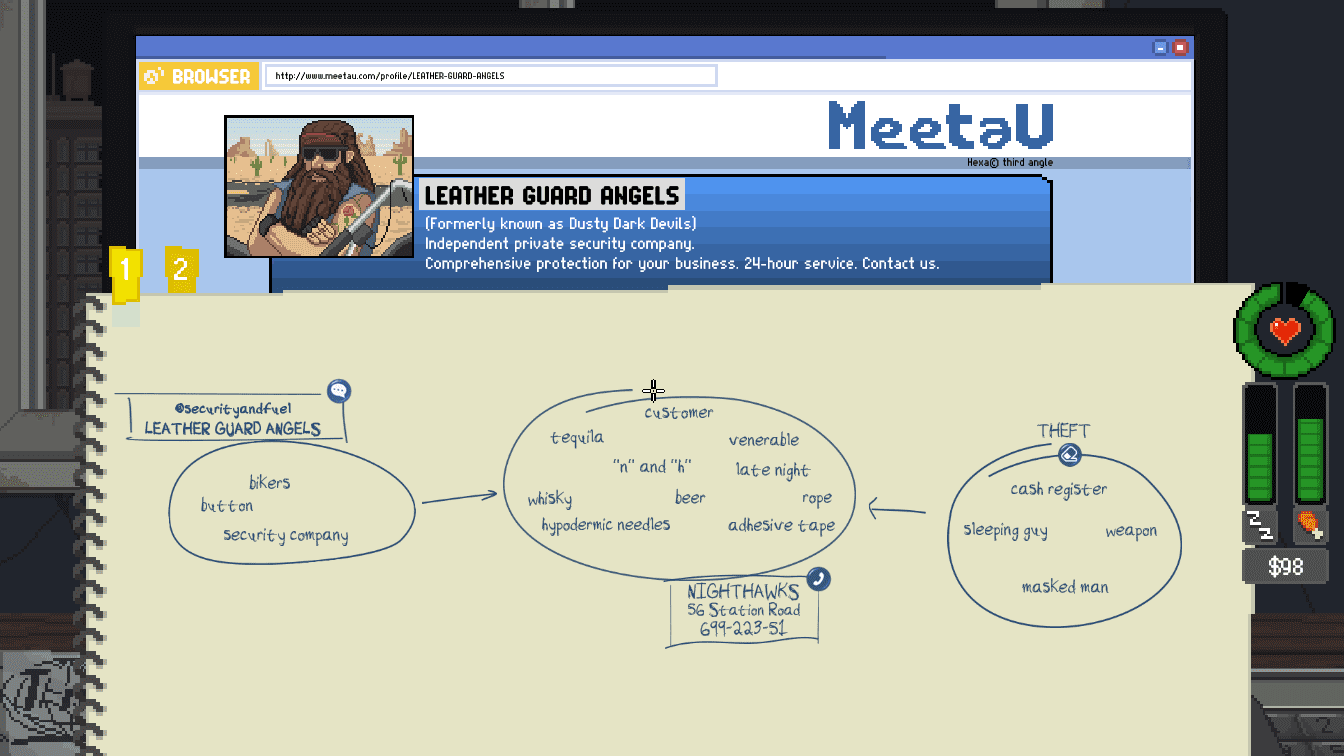 BROWSER
http://www.meetau.com/profile/LEATHER-GUARD-ANGELS
MeetaU
Hexa© third angle
LEATHER GUARD ANGELS
(Formerly known as Dusty Dark Devils)
Independent private security company.
Comprehensive protection for your business. 24-hour service. Contact us.
1
2
@securityandfuel
LEATHER GUARD ANGELS
bikers
button
security company
customer
tequila
venerable
"n" and "h"
late night
whisky
beer
rope
hypodermic needles
adhesive tape
NIGHTHAWKS
56 Station Road
699-223-51
THEFT
cash register
sleeping guy
weapon
masked man
z z z
$98